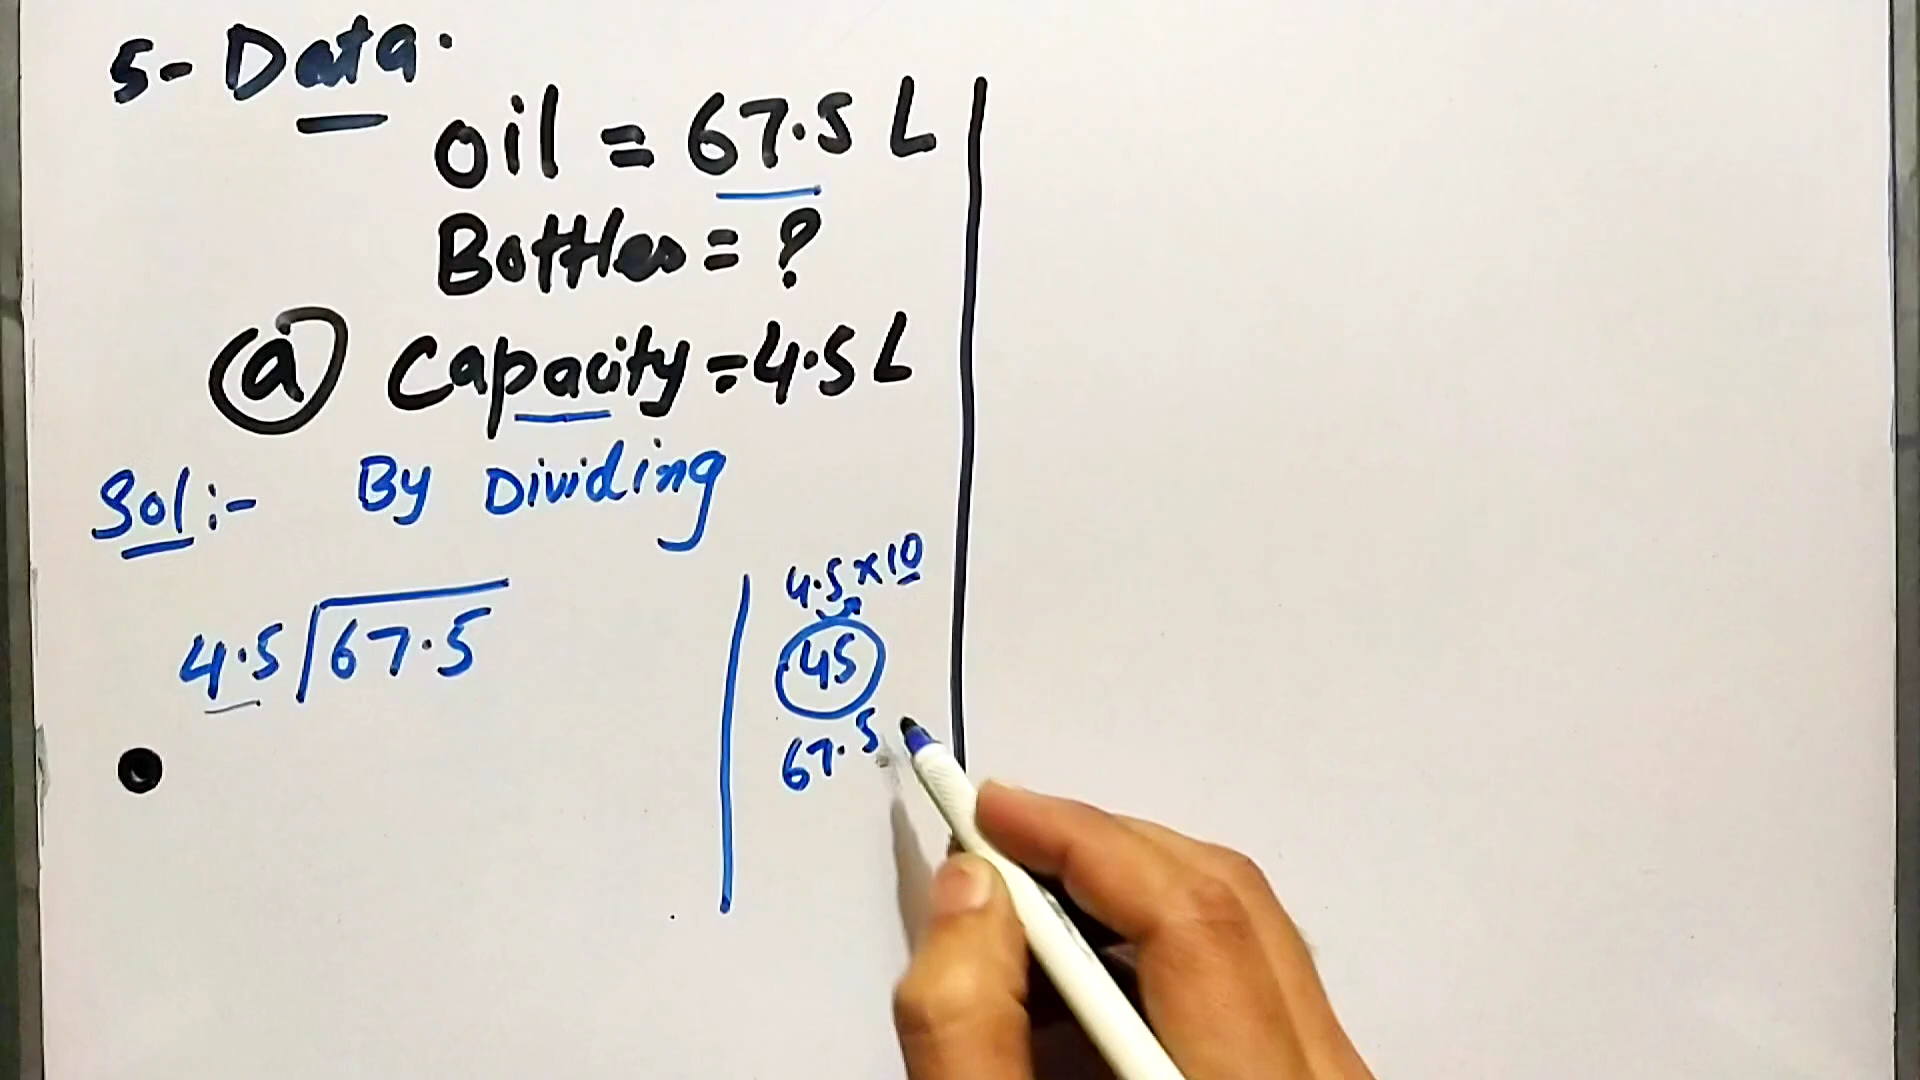 5- Data.
oil = 67.5 L
Bottles = ?
a Capacity = 4.5 L
Sol:- By Dividing
4.5 67.5
4.5 x 10
45
67.5